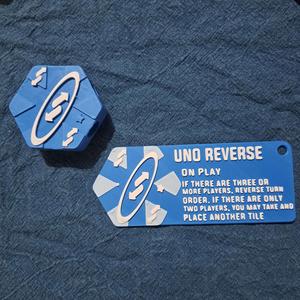 UNO REVERSE
ON PLAY
IF THERE ARE THREE OR
MORE PLAYERS, REVERSE TURN
ORDER. IF THERE ARE ONLY
TWO PLAYERS, YOU MAY TAKE AND
PLACE ANOTHER TILE